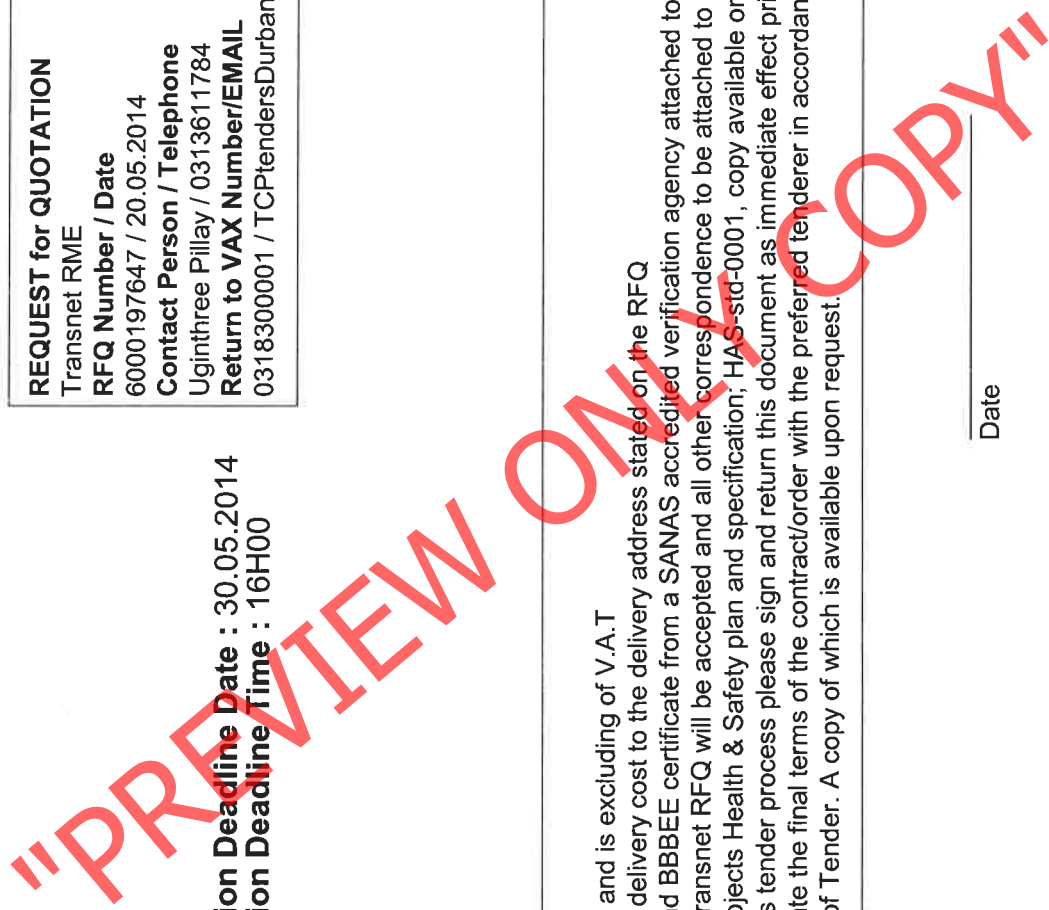 REQUEST for QUOTATION
Transnet RME
RFQ Number / Date
6000197647 / 20.05.2014
Contact Person / Telephone
Uginthree Pillay / 0313611784
Return to VAX Number/EMAIL
0318300001 / TCPtendersDurban
ion Deadline Date : 30.05.2014
ion Deadline Time : 16H00
and is excluding of V.A.T
delivery cost to the delivery address stated on the RFQ
d BBBEE certificate from a SANAS accredited verification agency attached to
ransnet RFQ will be accepted and all other correspondence to be attached to
ojects Health & Safety plan and specification; HAS-std-0001, copy available on
s tender process please sign and return this document as immediate effect pri
te the final terms of the contract/order with the preferred tenderer in accordan
of Tender. A copy of which is available upon request.
Date
"PREVIEW ONLY COPY"